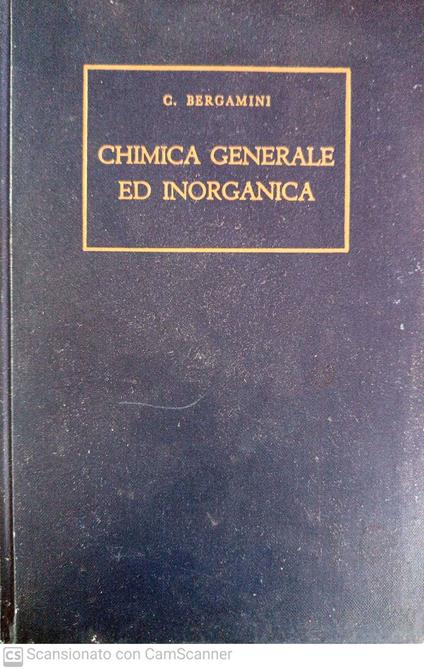 C. BERGAMINI
CHIMICA GENERALE
ED INORGANICA
CS Scansionato con CamScanner